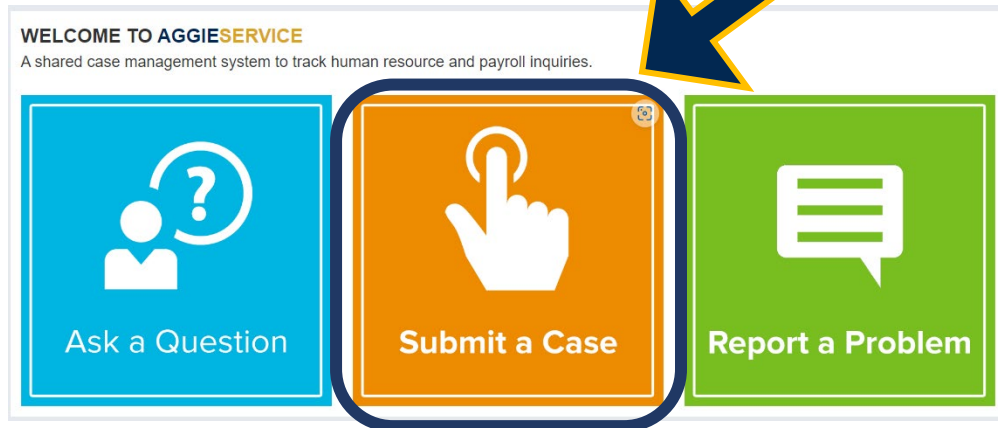 WELCOME TO AGGIESERVICE
A shared case management system to track human resource and payroll inquiries.
?
Ask a Question
Submit a Case
Report a Problem